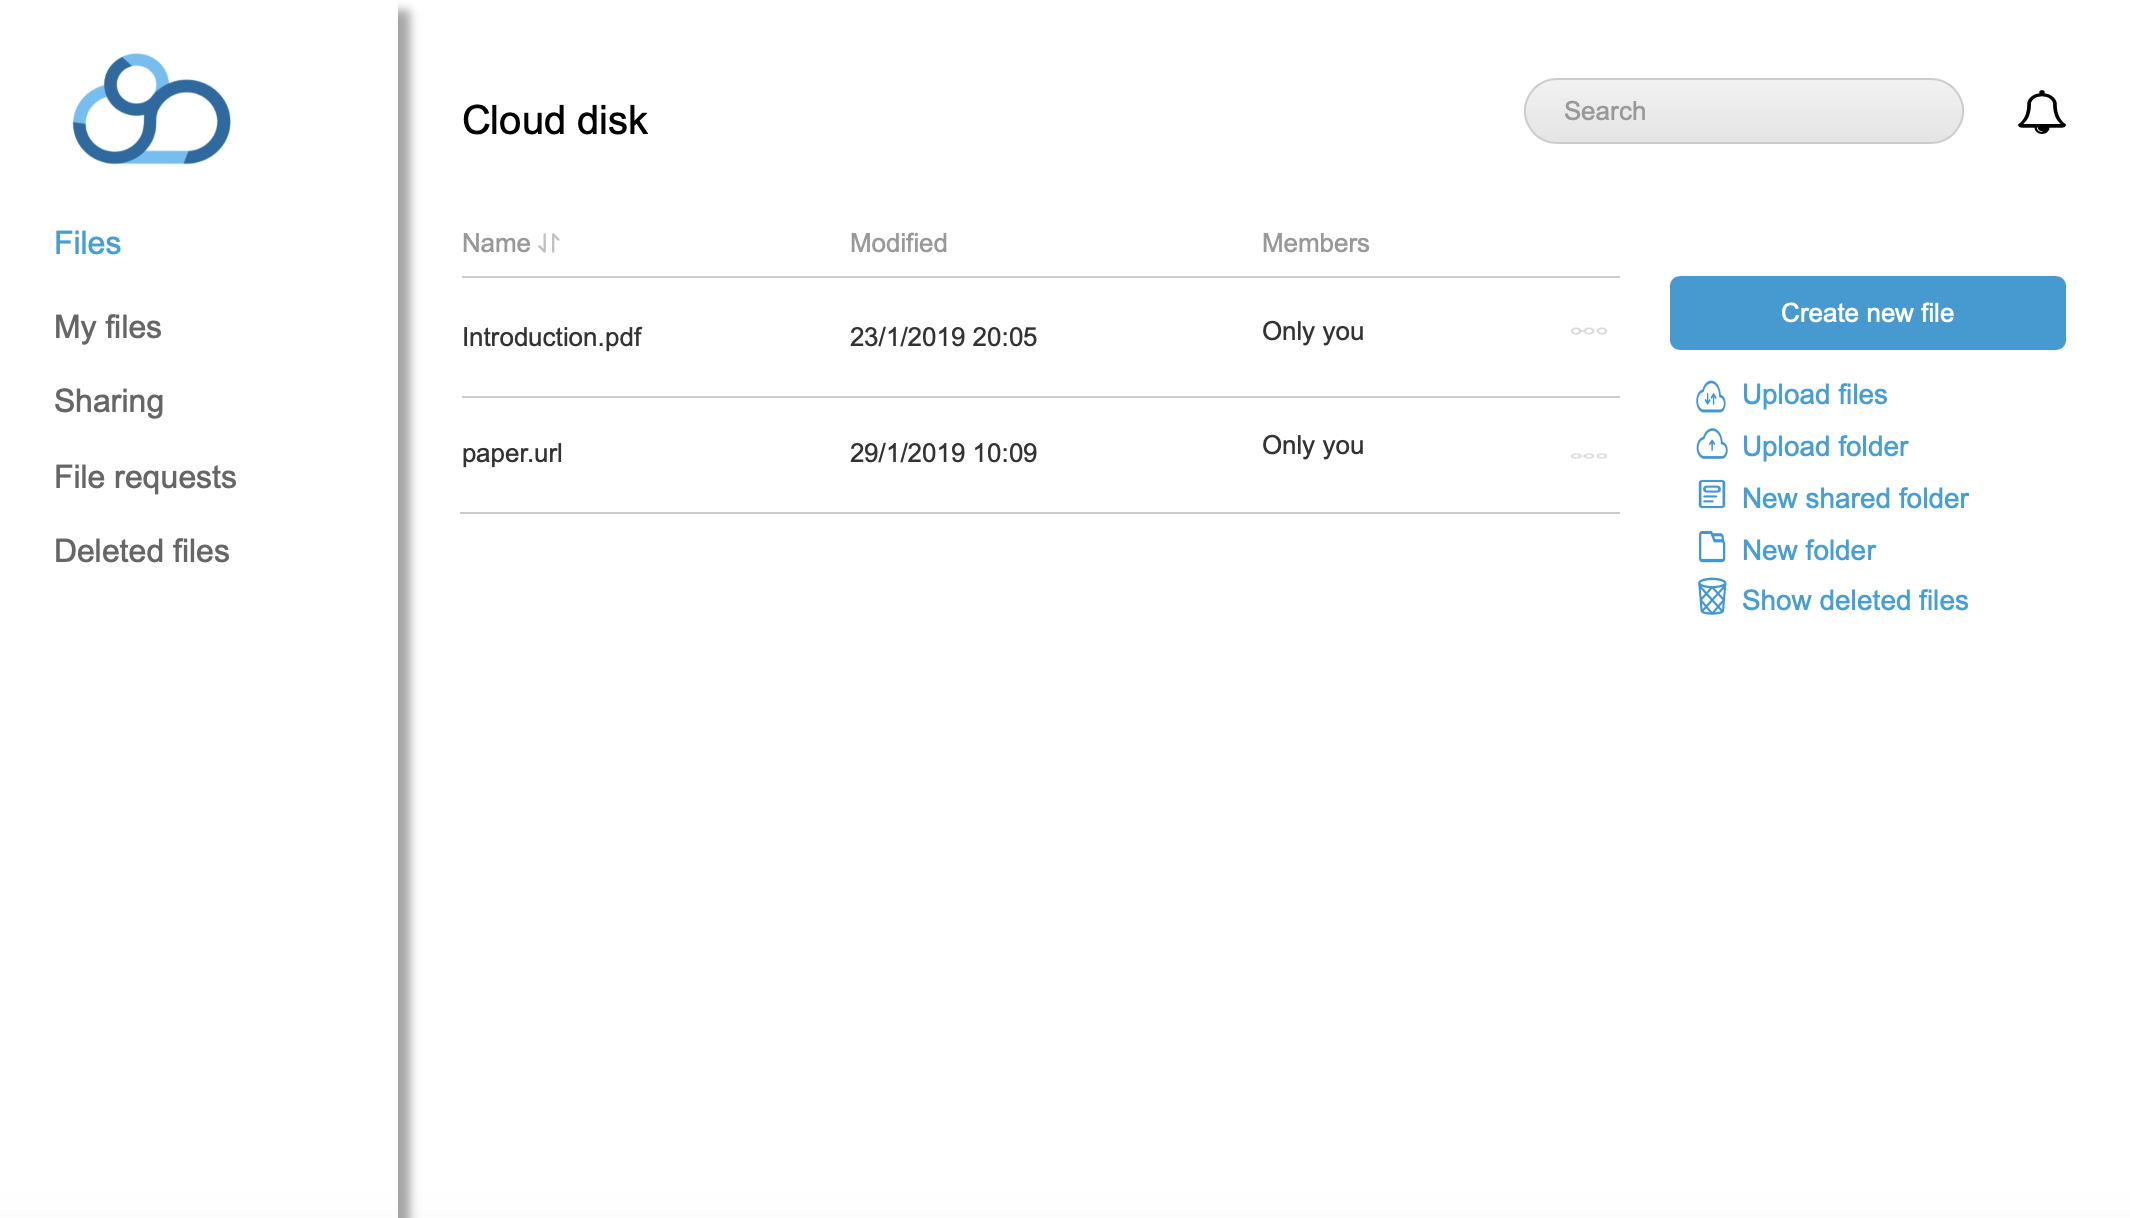 Cloud disk
Search
Files
My files
Sharing
File requests
Deleted files
Name Modified Members
Introduction.pdf 23/1/2019 20:05 Only you
paper.url 29/1/2019 10:09 Only you
Create new file
Upload files
Upload folder
New shared folder
New folder
Show deleted files